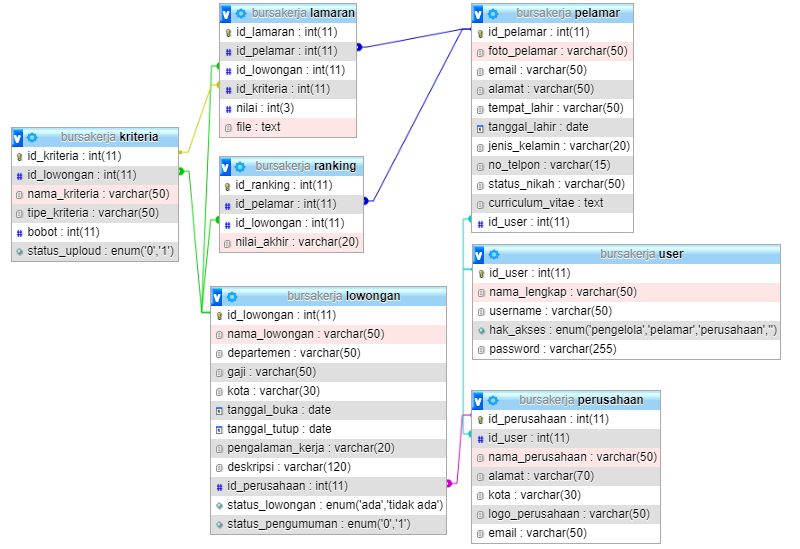 bursakerja lamaran
id_lamaran : int(11)
id_pelamar : int(11)
id_lowongan : int(11)
id_kriteria : int(11)
nilai : int(3)
file : text
bursakerja pelamar
id_pelamar : int(11)
foto_pelamar : varchar(50)
email : varchar(50)
alamat : varchar(50)
tempat_lahir : varchar(50)
tanggal_lahir : date
jenis_kelamin : varchar(20)
no_telpon : varchar(15)
status_nikah : varchar(50)
curriculum_vitae : text
id_user : int(11)
bursakerja kriteria
id_kriteria : int(11)
id_lowongan : int(11)
nama_kriteria : varchar(50)
tipe_kriteria : varchar(50)
bobot : int(11)
status_uploud : enum('0','1')
bursakerja ranking
id_ranking : int(11)
id_pelamar : int(11)
id_lowongan : int(11)
nilai_akhir : varchar(20)
bursakerja user
id_user : int(11)
nama_lengkap : varchar(50)
username : varchar(50)
hak_akses : enum('pengelola','pelamar','perusahaan','')
password : varchar(255)
bursakerja lowongan
id_lowongan : int(11)
nama_lowongan : varchar(50)
departemen : varchar(50)
gaji : varchar(50)
kota : varchar(30)
tanggal_buka : date
tanggal_tutup : date
pengalaman_kerja : varchar(20)
deskripsi : varchar(120)
id_perusahaan : int(11)
status_lowongan : enum('ada','tidak ada')
status_pengumuman : enum('0','1')
bursakerja perusahaan
id_perusahaan : int(11)
id_user : int(11)
nama_perusahaan : varchar(50)
alamat : varchar(70)
kota : varchar(30)
logo_perusahaan : varchar(50)
email : varchar(50)